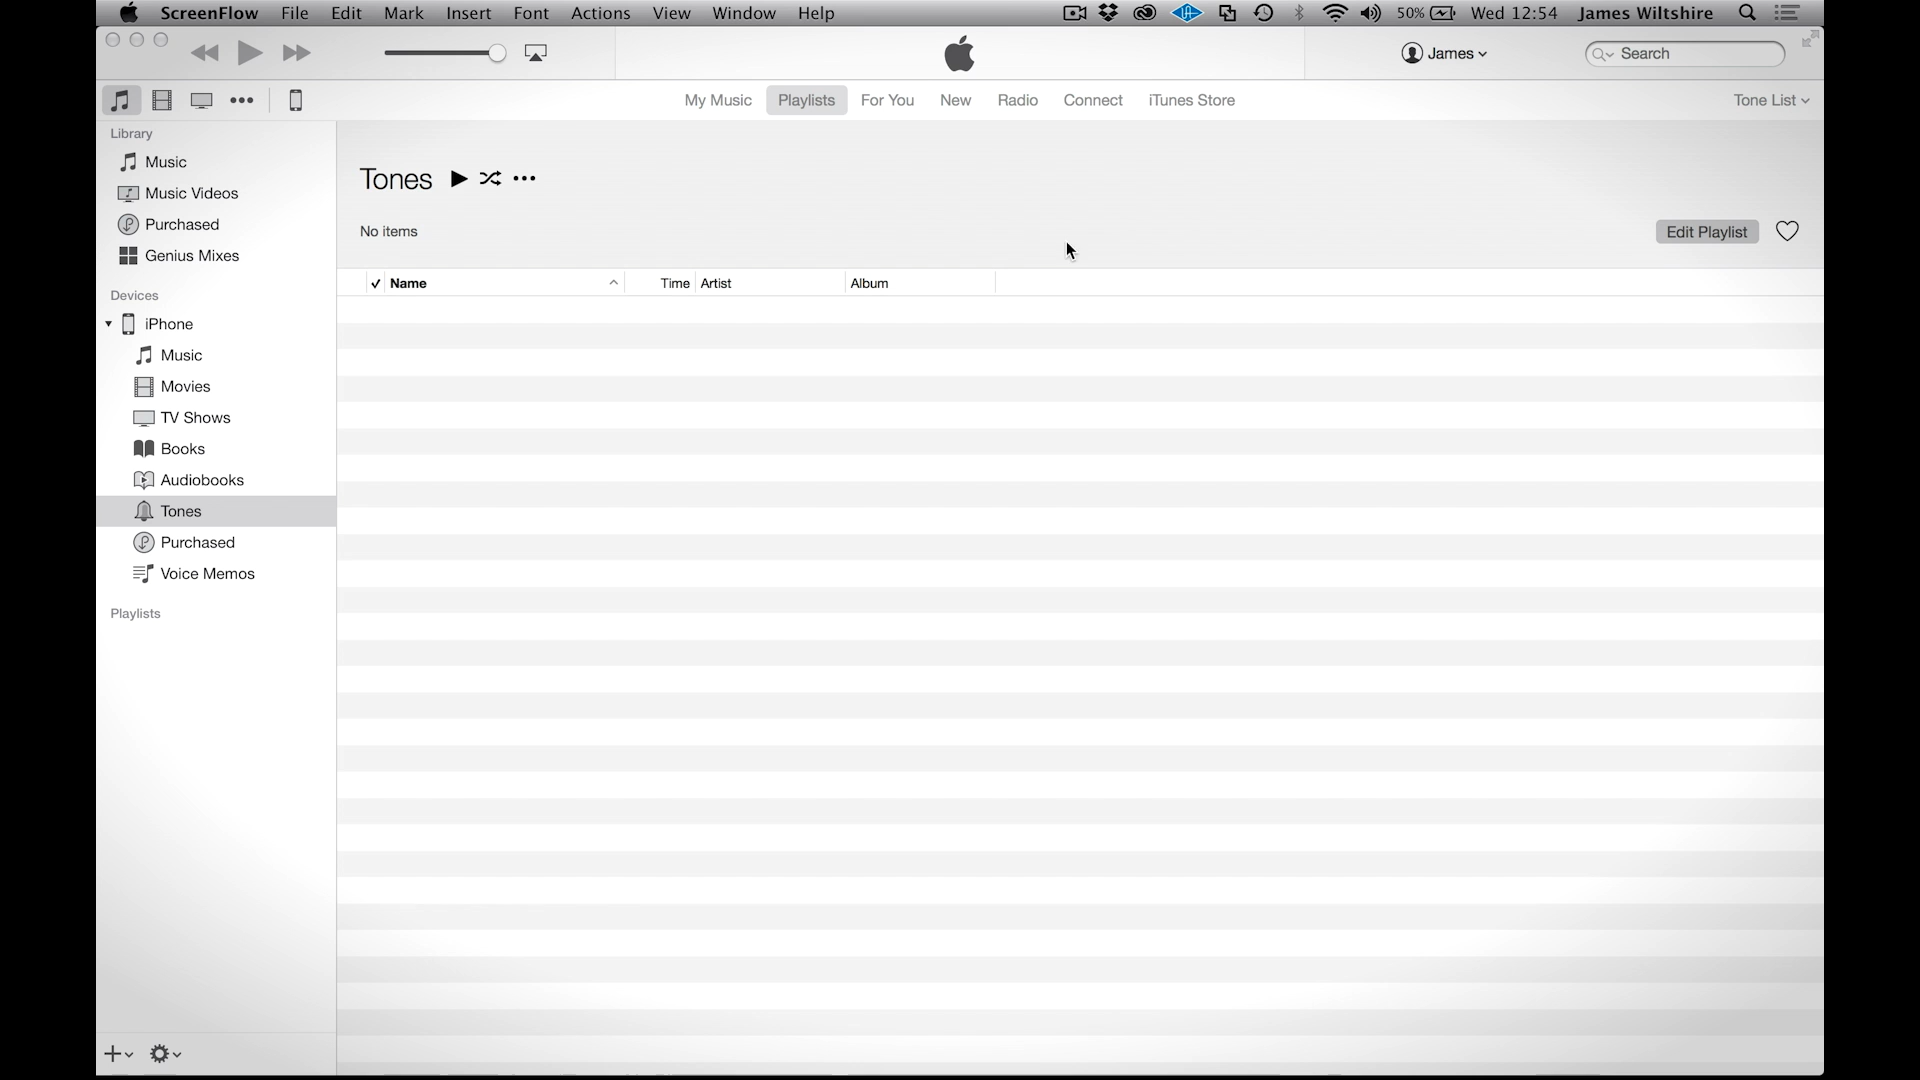 ScreenFlow File Edit Mark Insert Font Actions View Window Help 50% Wed 12:54 James Wiltshire
James Search
My Music Playlists For You New Radio Connect iTunes Store Tone List
Library
Music
Music Videos
Purchased
Genius Mixes
Devices
iPhone
Music
Movies
TV Shows
Books
Audiobooks
Tones
Purchased
Voice Memos
Playlists
Tones
No items
Edit Playlist
Name Time Artist Album